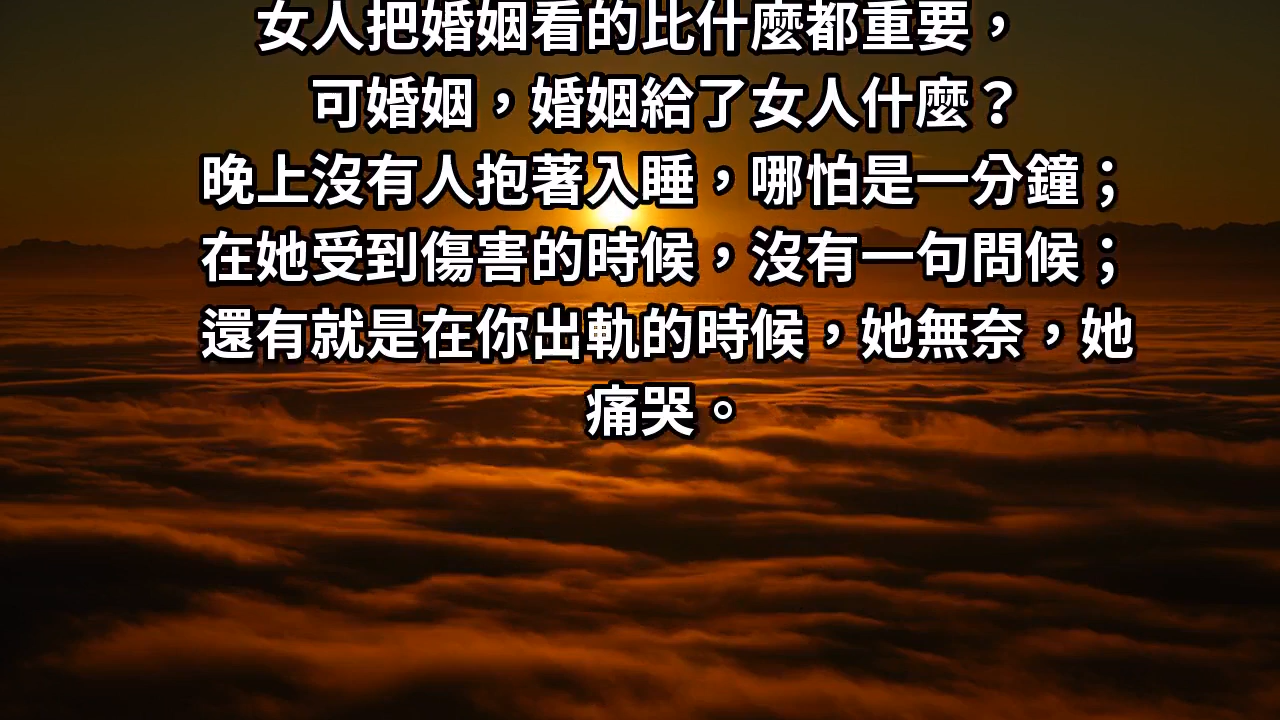 女人把婚姻看的比什麼都重要，
可婚姻，婚姻給了女人什麼？
晚上沒有人抱著入睡，哪怕是一分鐘；
在她受到傷害的時候，沒有一句問候；
還有就是在你出軌的時候，她無奈，她
痛哭。